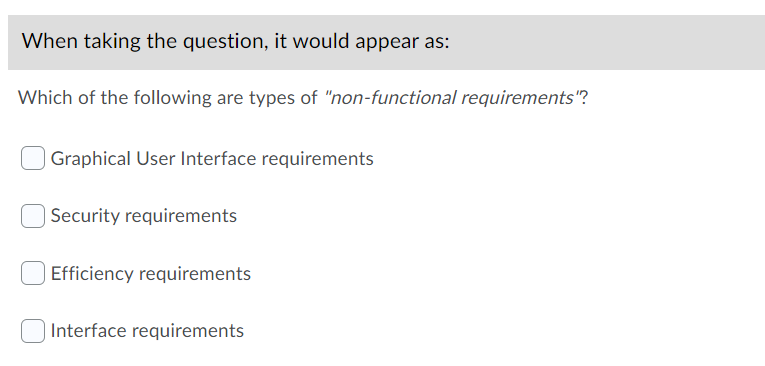 When taking the question, it would appear as:
Which of the following are types of "non-functional requirements"?
Graphical User Interface requirements
Security requirements
Efficiency requirements
Interface requirements